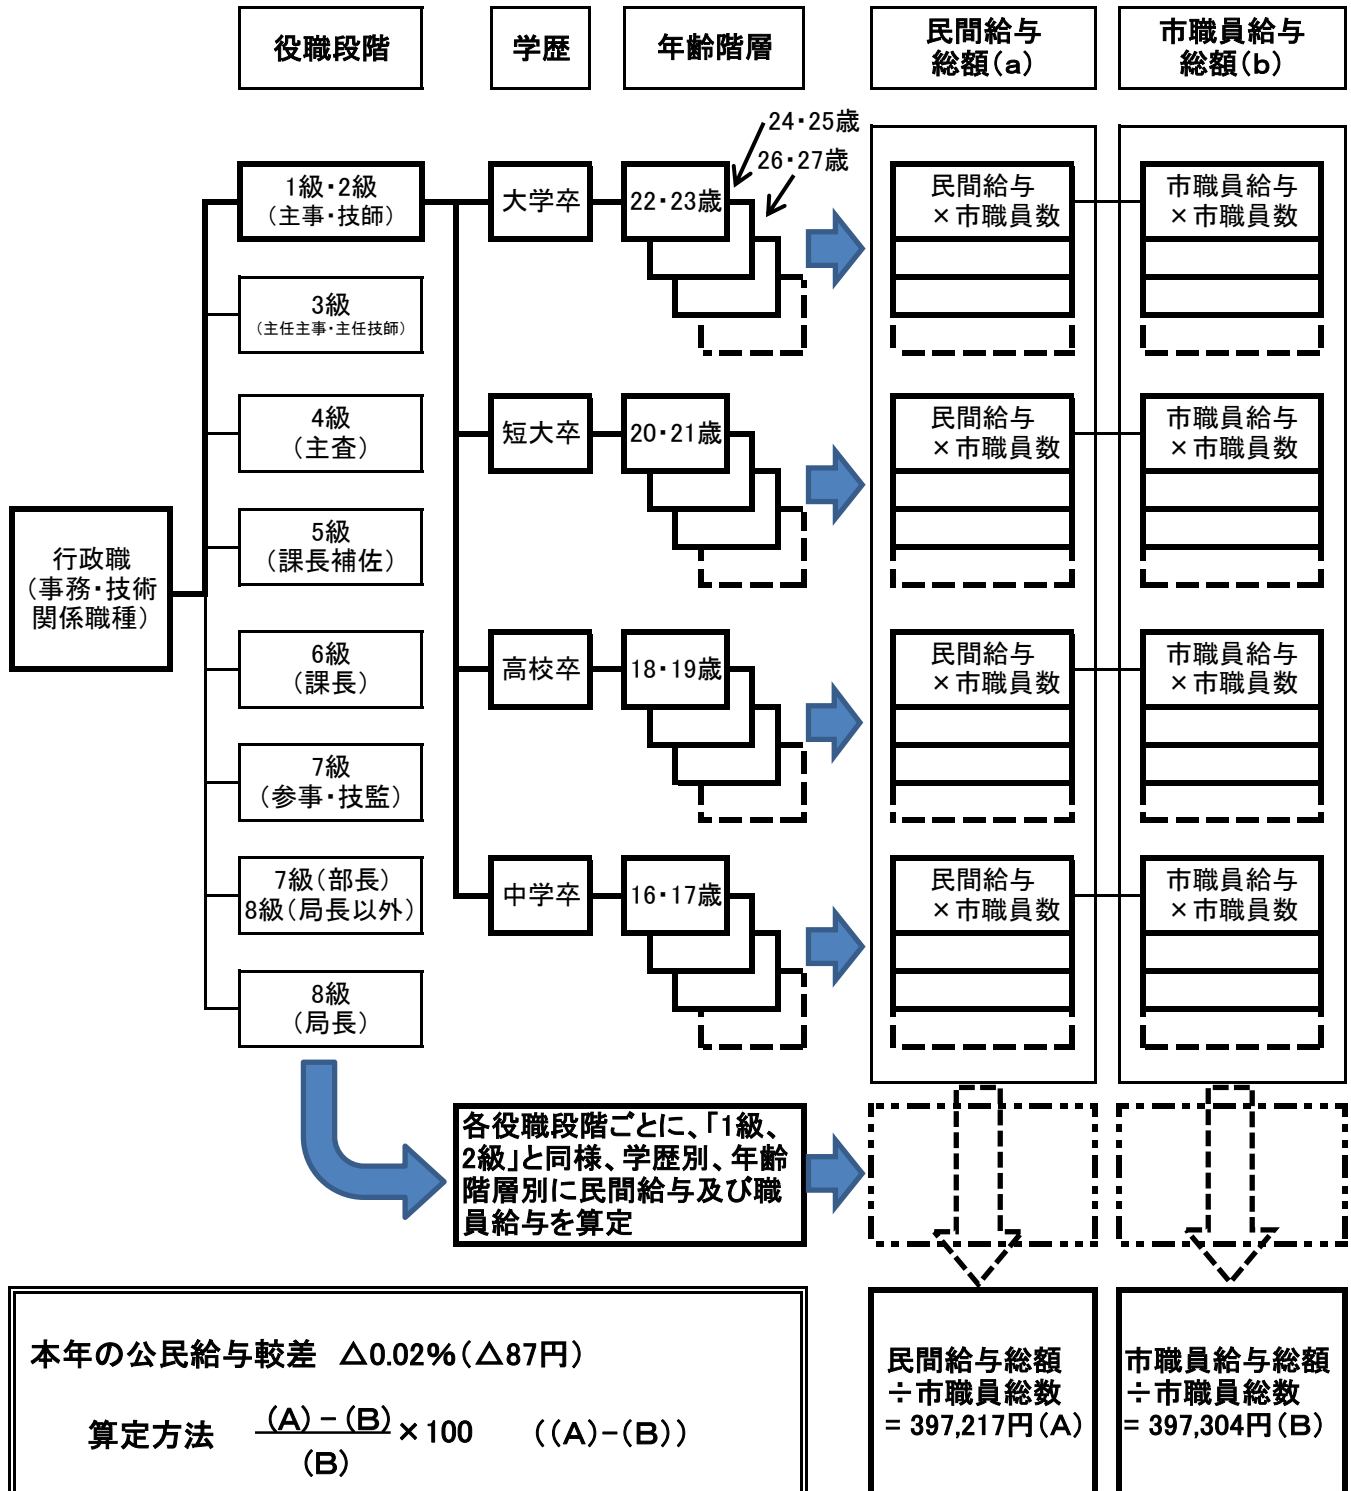 役職段階
学歴
年齢階層
民間給与
総額(a)
市職員給与
総額(b)
24・25歳
26・27歳
1級・2級
(主事・技師)
大学卒
22・23歳
民間給与
×市職員数
市職員給与
×市職員数
3級
(主任主事・主任技師)
4級
(主査)
短大卒
20・21歳
民間給与
×市職員数
市職員給与
×市職員数
5級
(課長補佐)
行政職
(事務・技術
関係職種)
6級
(課長)
高校卒
18・19歳
民間給与
×市職員数
市職員給与
×市職員数
7級
(参事・技監)
7級(部長)
8級(局長以外)
中学卒
16・17歳
民間給与
×市職員数
市職員給与
×市職員数
8級
(局長)
各役職段階ごとに、「1級、
2級」と同様、学歴別、年齢
階層別に民間給与及び職
員給与を算定
本年の公民給与較差 △0.02%(△87円)
算定方法 (A)-(B) ×100 ((A)-(B))
(B)
民間給与総額
÷市職員総数
= 397,217円(A)
市職員給与総額
÷市職員総数
= 397,304円(B)